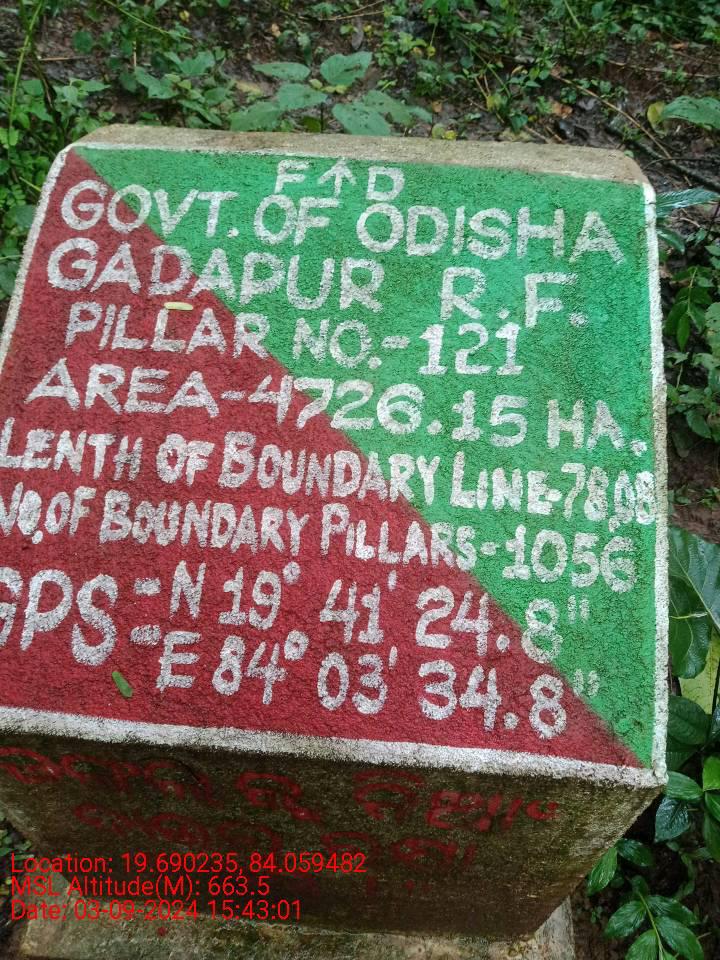 F↑D
GOVT. OF ODISHA
GADAPUR R.F.
PILLAR NO.-121
AREA-4726.15 HA.
LENTH OF BOUNDARY LINE-78,08
NO. OF BOUNDARY PILLARS-1056
GPS-N 19° 41' 24.8"
-E 84° 03' 34.8"
Location: 19.690235, 84.059482
MSL Altitude(M): 663.5
Date: 03-09-2024 15:43:01